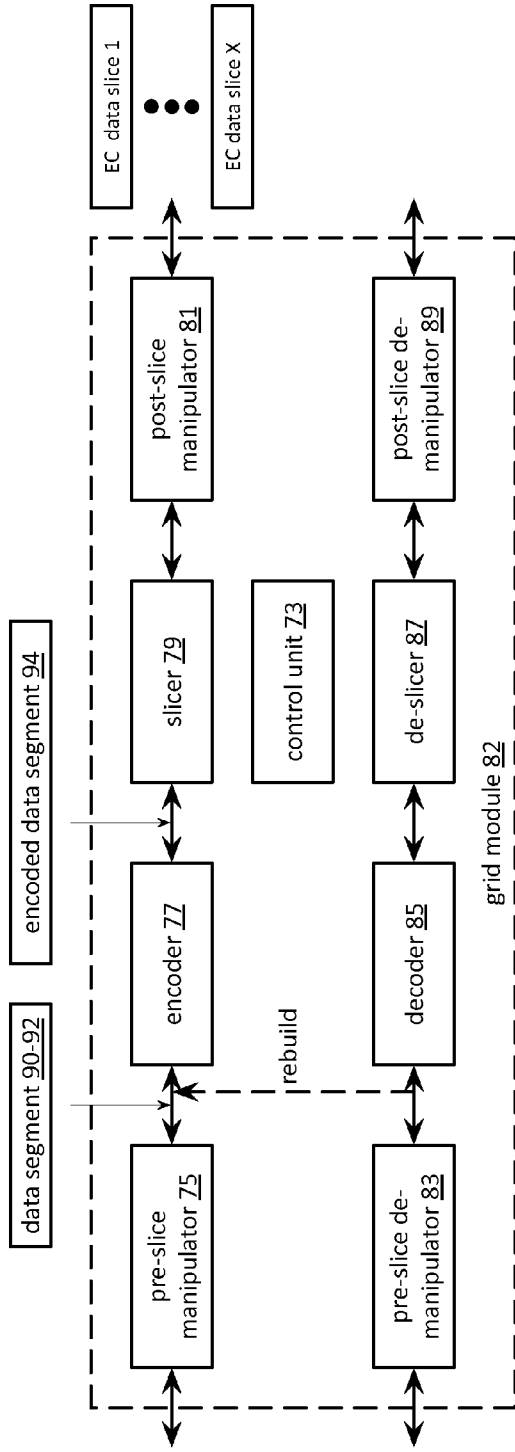 data segment 90-92
encoded data segment 94
EC data slice 1
EC data slice X
pre-slice
manipulator 75
encoder 77
slicer 79
post-slice
manipulator 81
rebuild
control unit 73
pre-slice de-
manipulator 83
decoder 85
de-slicer 87
post-slice de-
manipulator 89
grid module 82